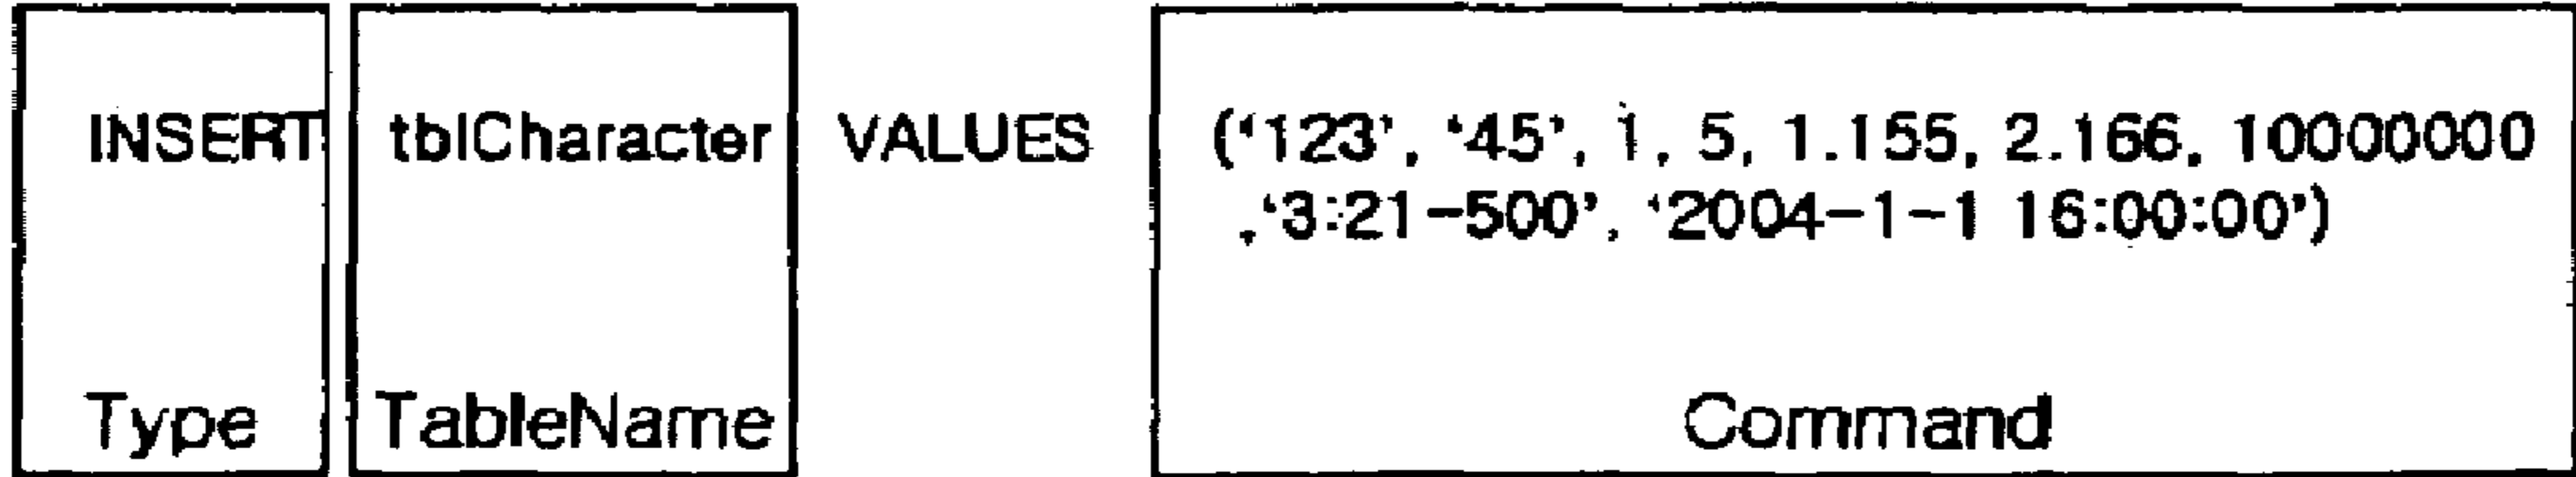 INSERT tblCharacter VALUES ('123', '45', 1, 5, 1.155, 2.166, 10000000
,'3:21-500', '2004-1-1 16:00:00')
Type TableName Command